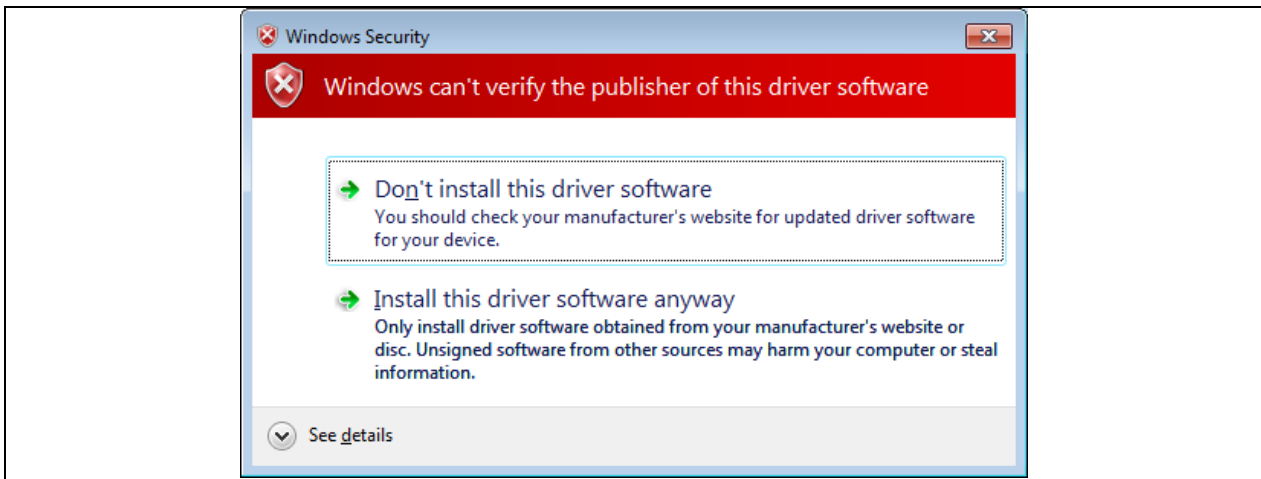 Windows Security
Windows can't verify the publisher of this driver software
Don't install this driver software
You should check your manufacturer's website for updated driver software
for your device.
Install this driver software anyway
Only install driver software obtained from your manufacturer's website or
disc. Unsigned software from other sources may harm your computer or steal
information.
See details